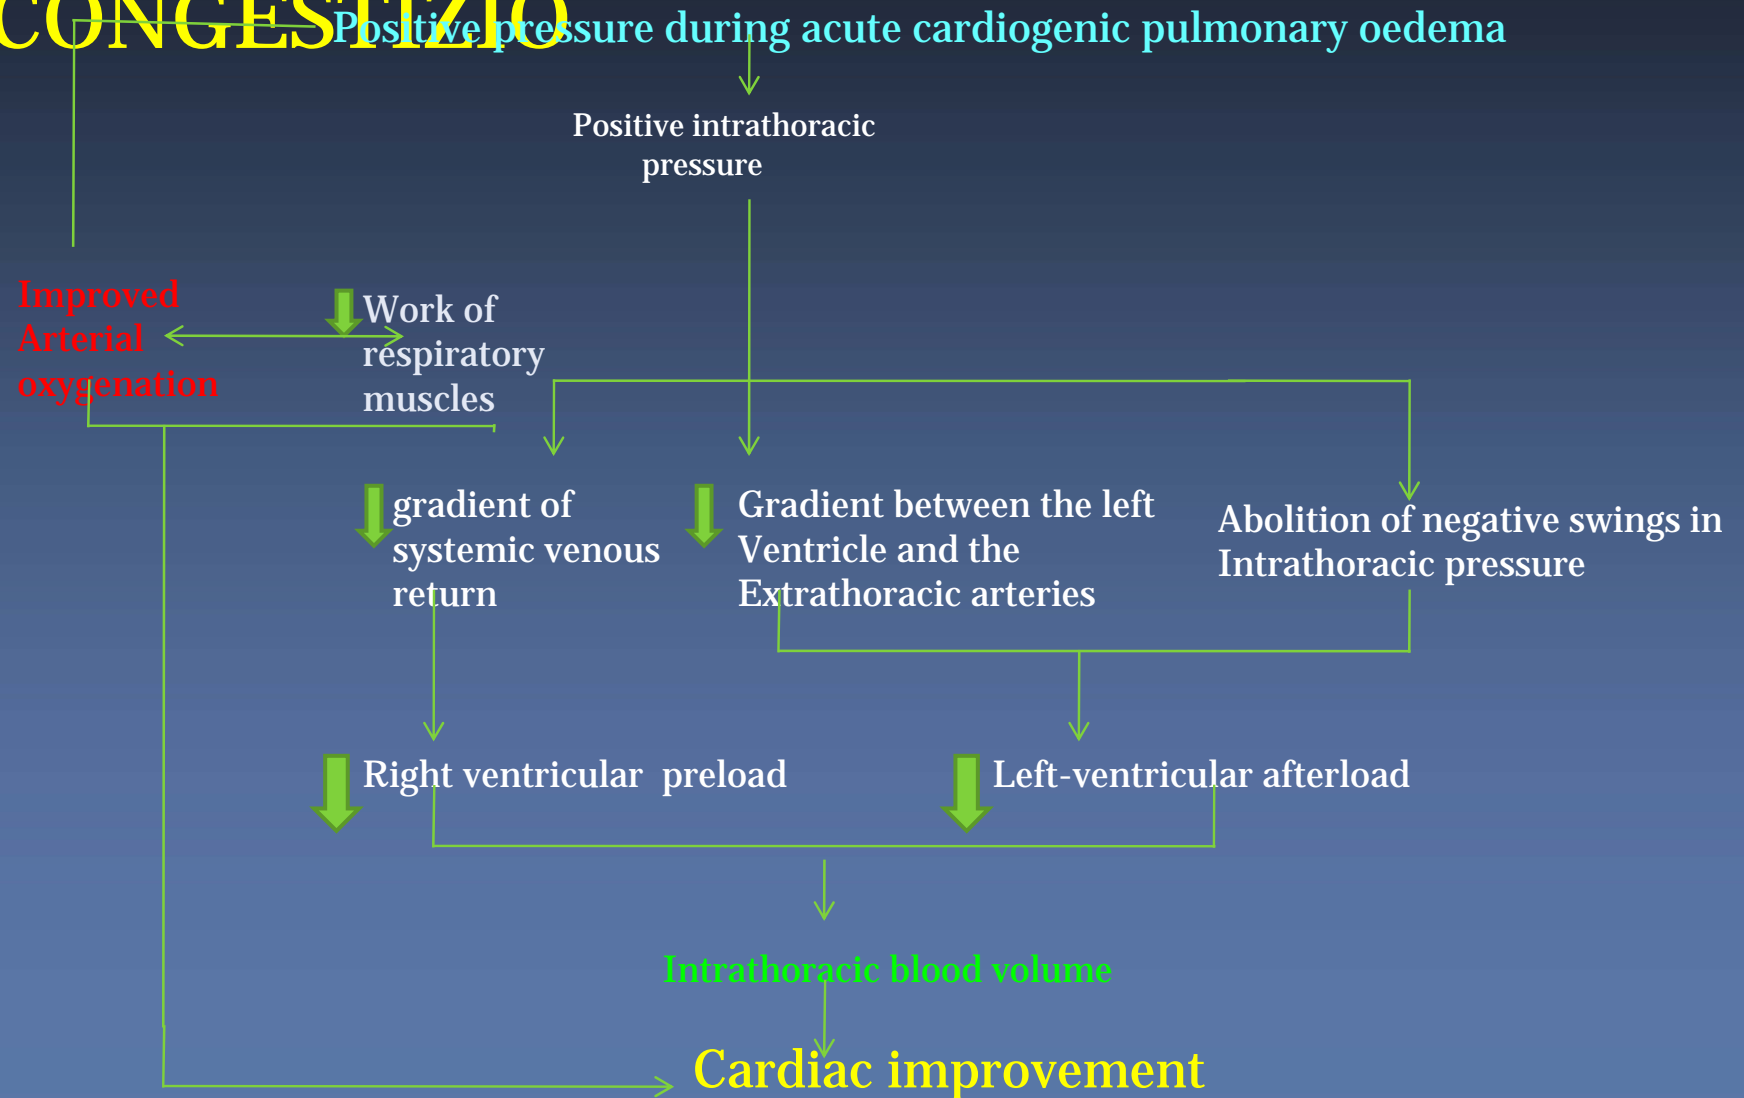 CONGESTIZIO
Positive pressure during acute cardiogenic pulmonary oedema
Positive intrathoracic
pressure
Improved
Arterial
oxygenation
Work of
respiratory
muscles
gradient of
systemic venous
return
Gradient between the left
Ventricle and the
Extrathoracic arteries
Abolition of negative swings in
Intrathoracic pressure
Right ventricular preload
Left-ventricular afterload
Intrathoracic blood volume
Cardiac improvement